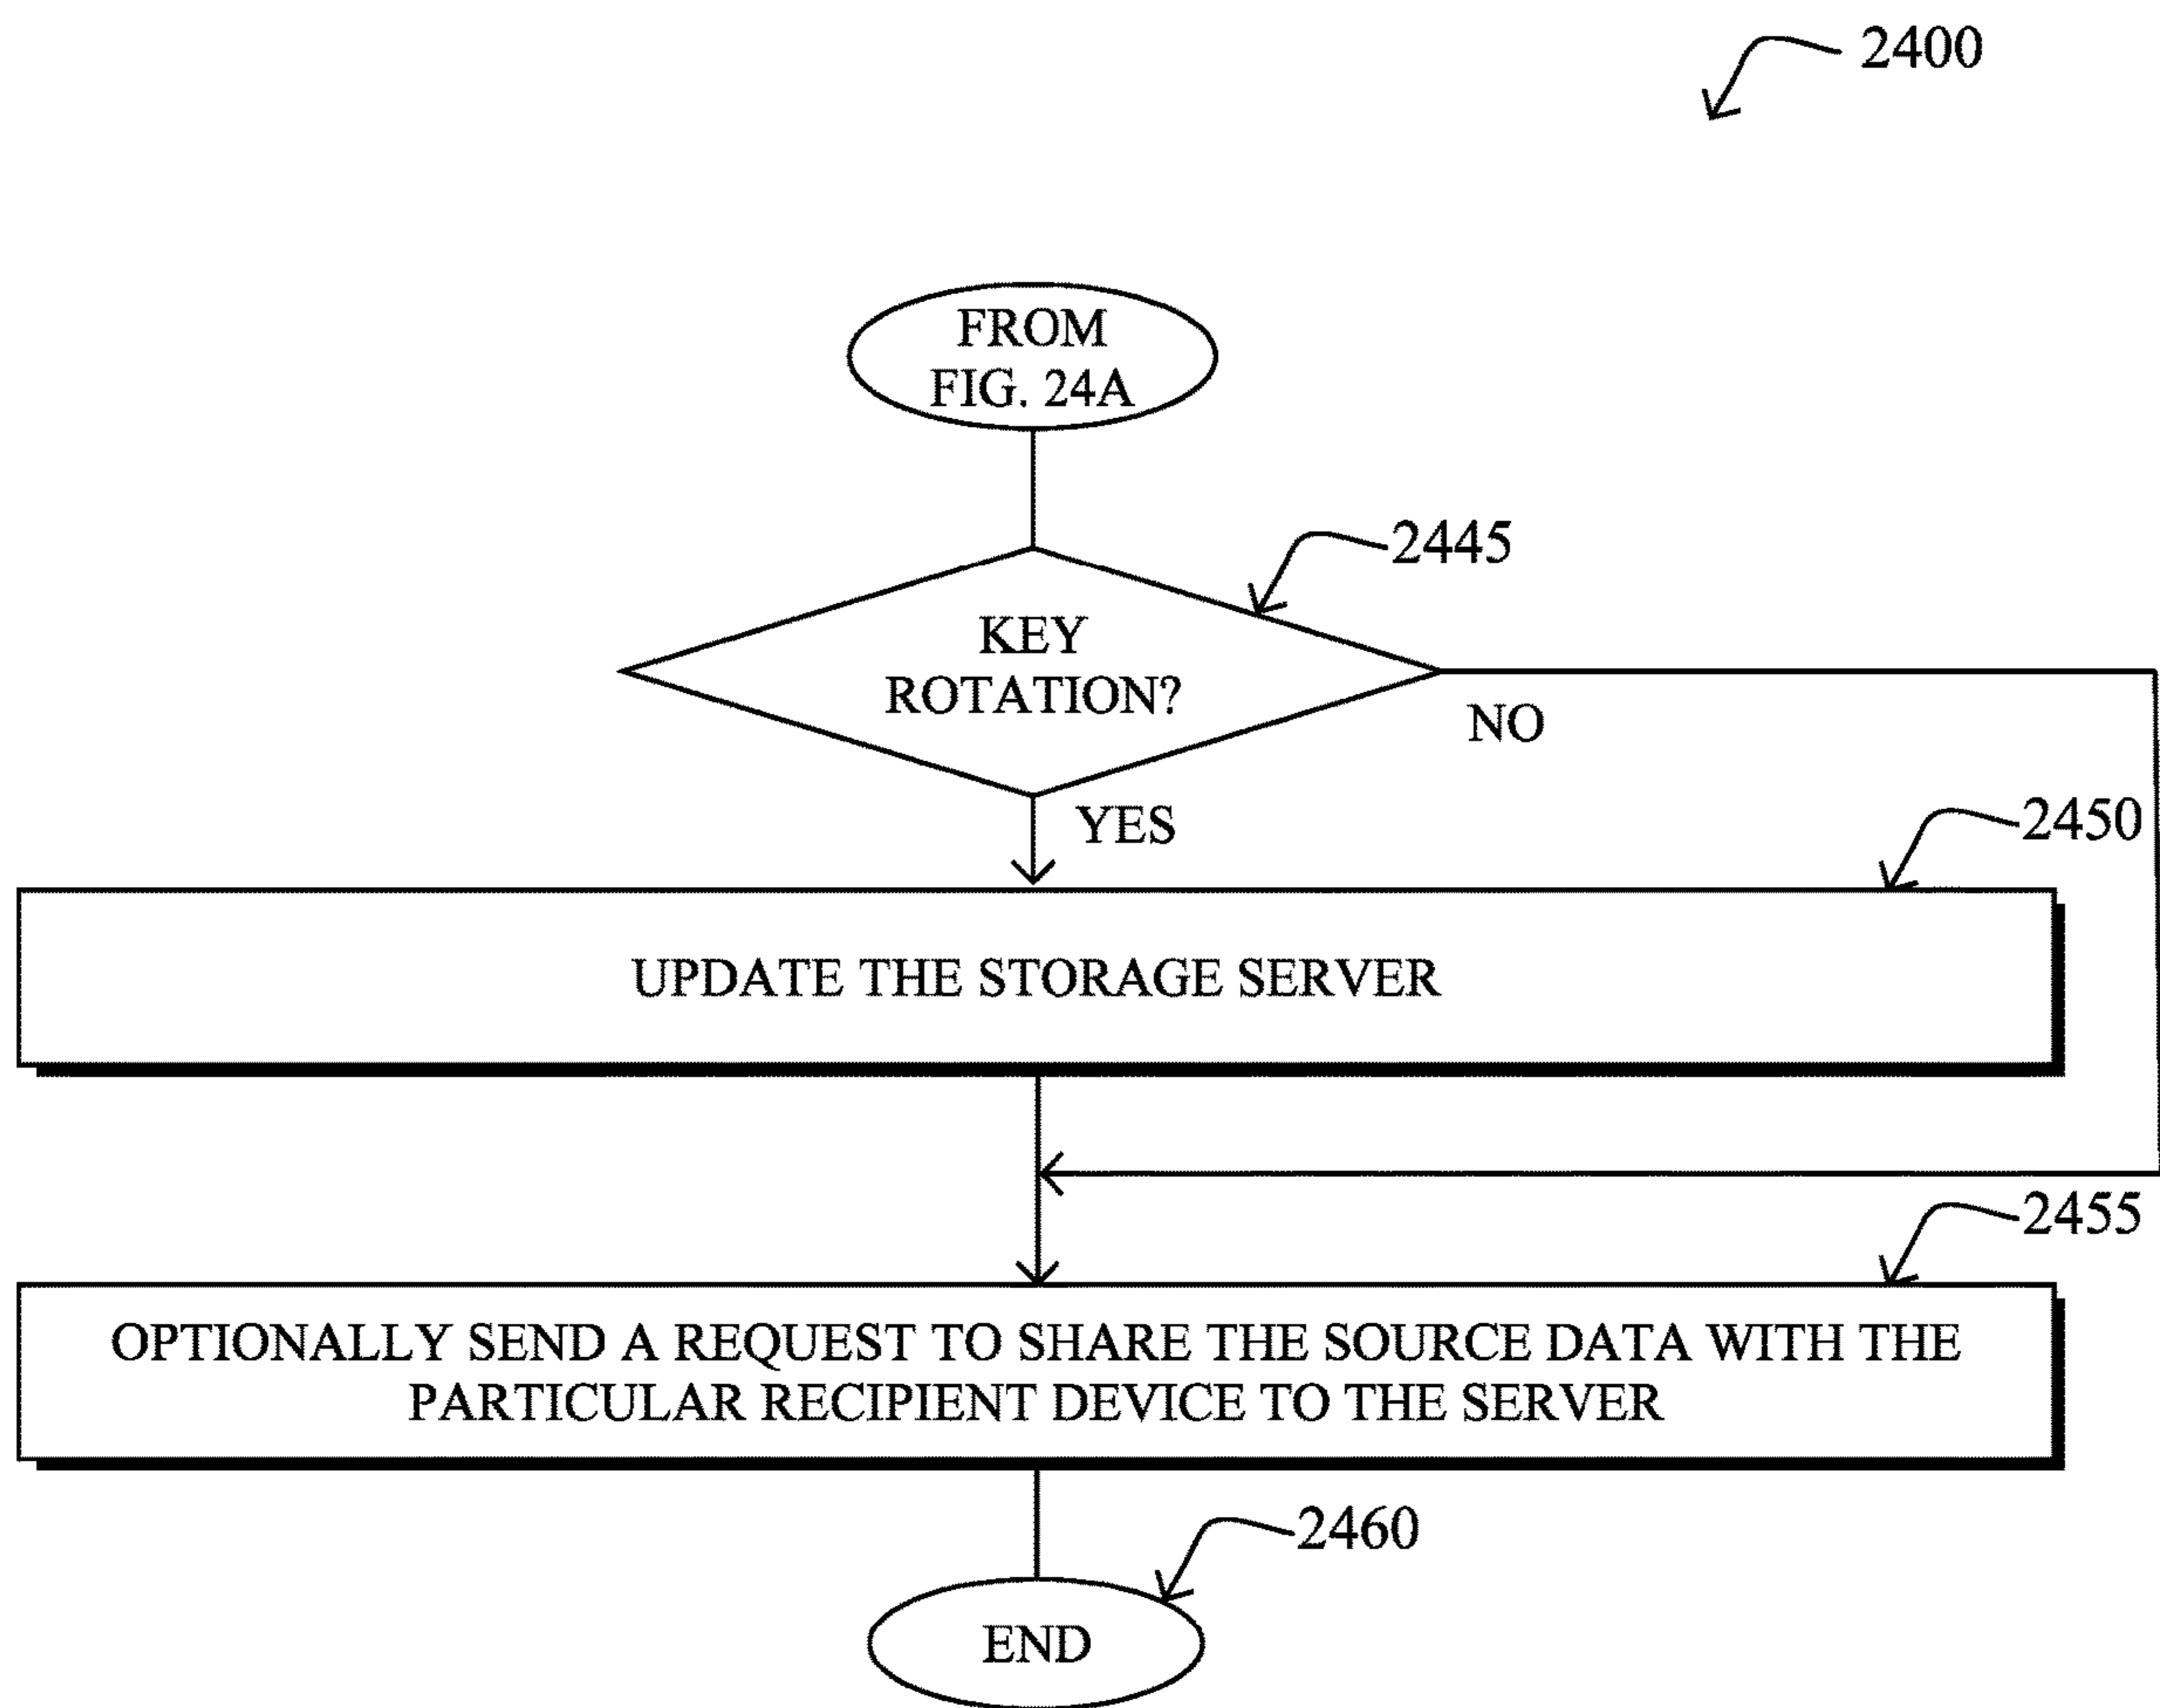 2400
FROM
FIG. 24A
2445
KEY
ROTATION?
NO
YES
2450
UPDATE THE STORAGE SERVER
2455
OPTIONALLY SEND A REQUEST TO SHARE THE SOURCE DATA WITH THE
PARTICULAR RECIPIENT DEVICE TO THE SERVER
2460
END